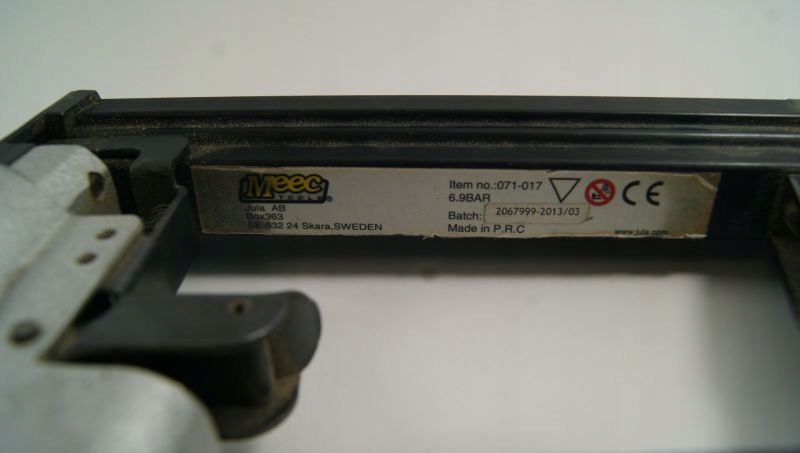 Meec
TOOLS®
Jula AB
Box363
SE-532 24 Skara,SWEDEN
Item no.:071-017
6.9BAR
Batch: 2067999-2013/03
Made in P.R.C
CE
www.jula.com